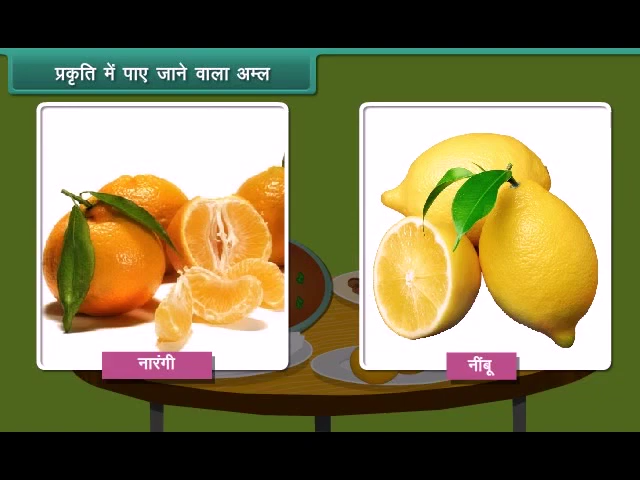 प्रकृति में पाए जाने वाला अम्ल
नारंगी
नींबू